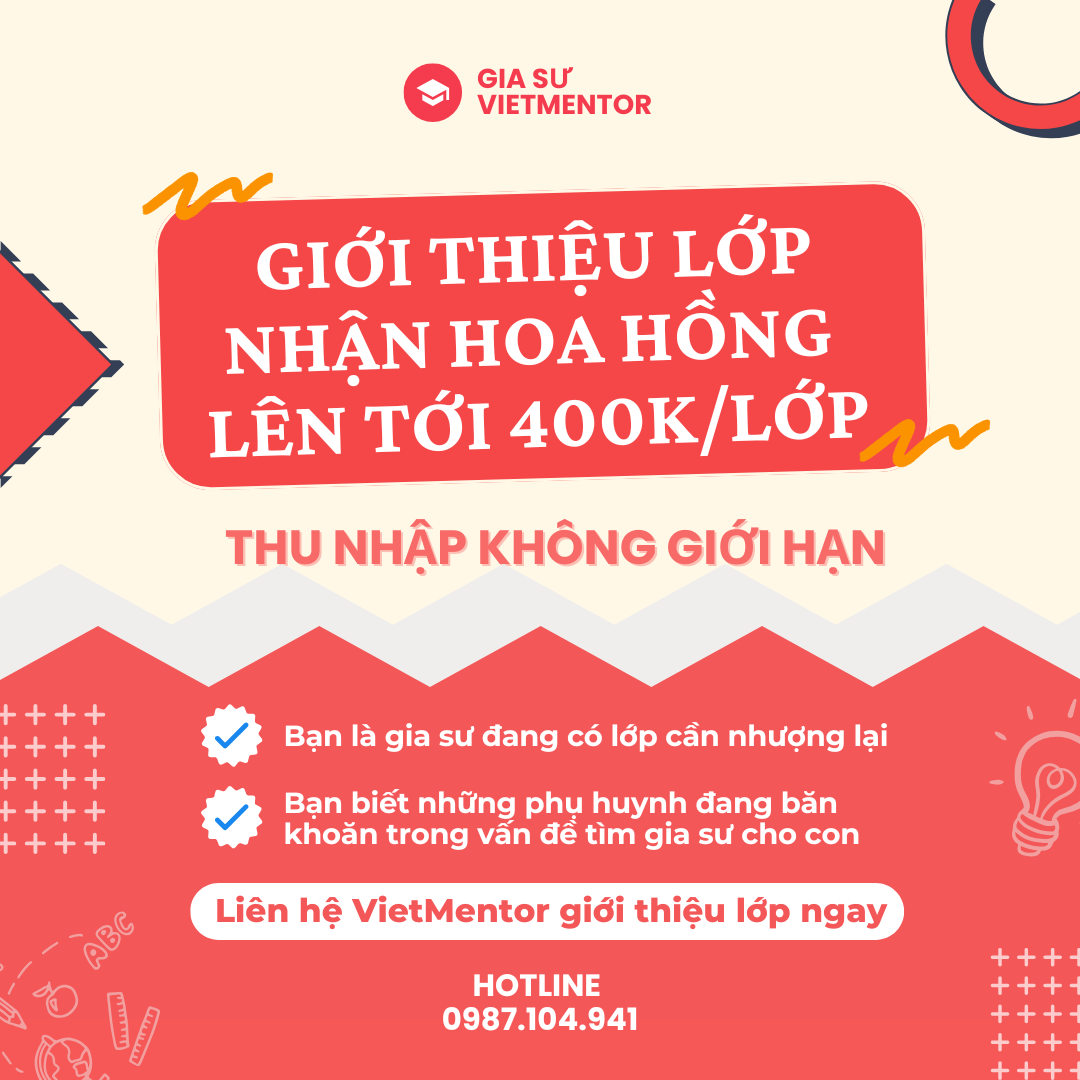 GIA SƯ
VIETMENTOR
GIỚI THIỆU LỚP
NHẬN HOA HỒNG
LÊN TỚI 400K/LỚP
THU NHẬP KHÔNG GIỚI HẠN
Bạn là gia sư đang có lớp cần nhượng lại
Bạn biết những phụ huynh đang băn
khoăn trong vấn đề tìm gia sư cho con
Liên hệ VietMentor giới thiệu lớp ngay
ABC
HOTLINE
0987.104.941